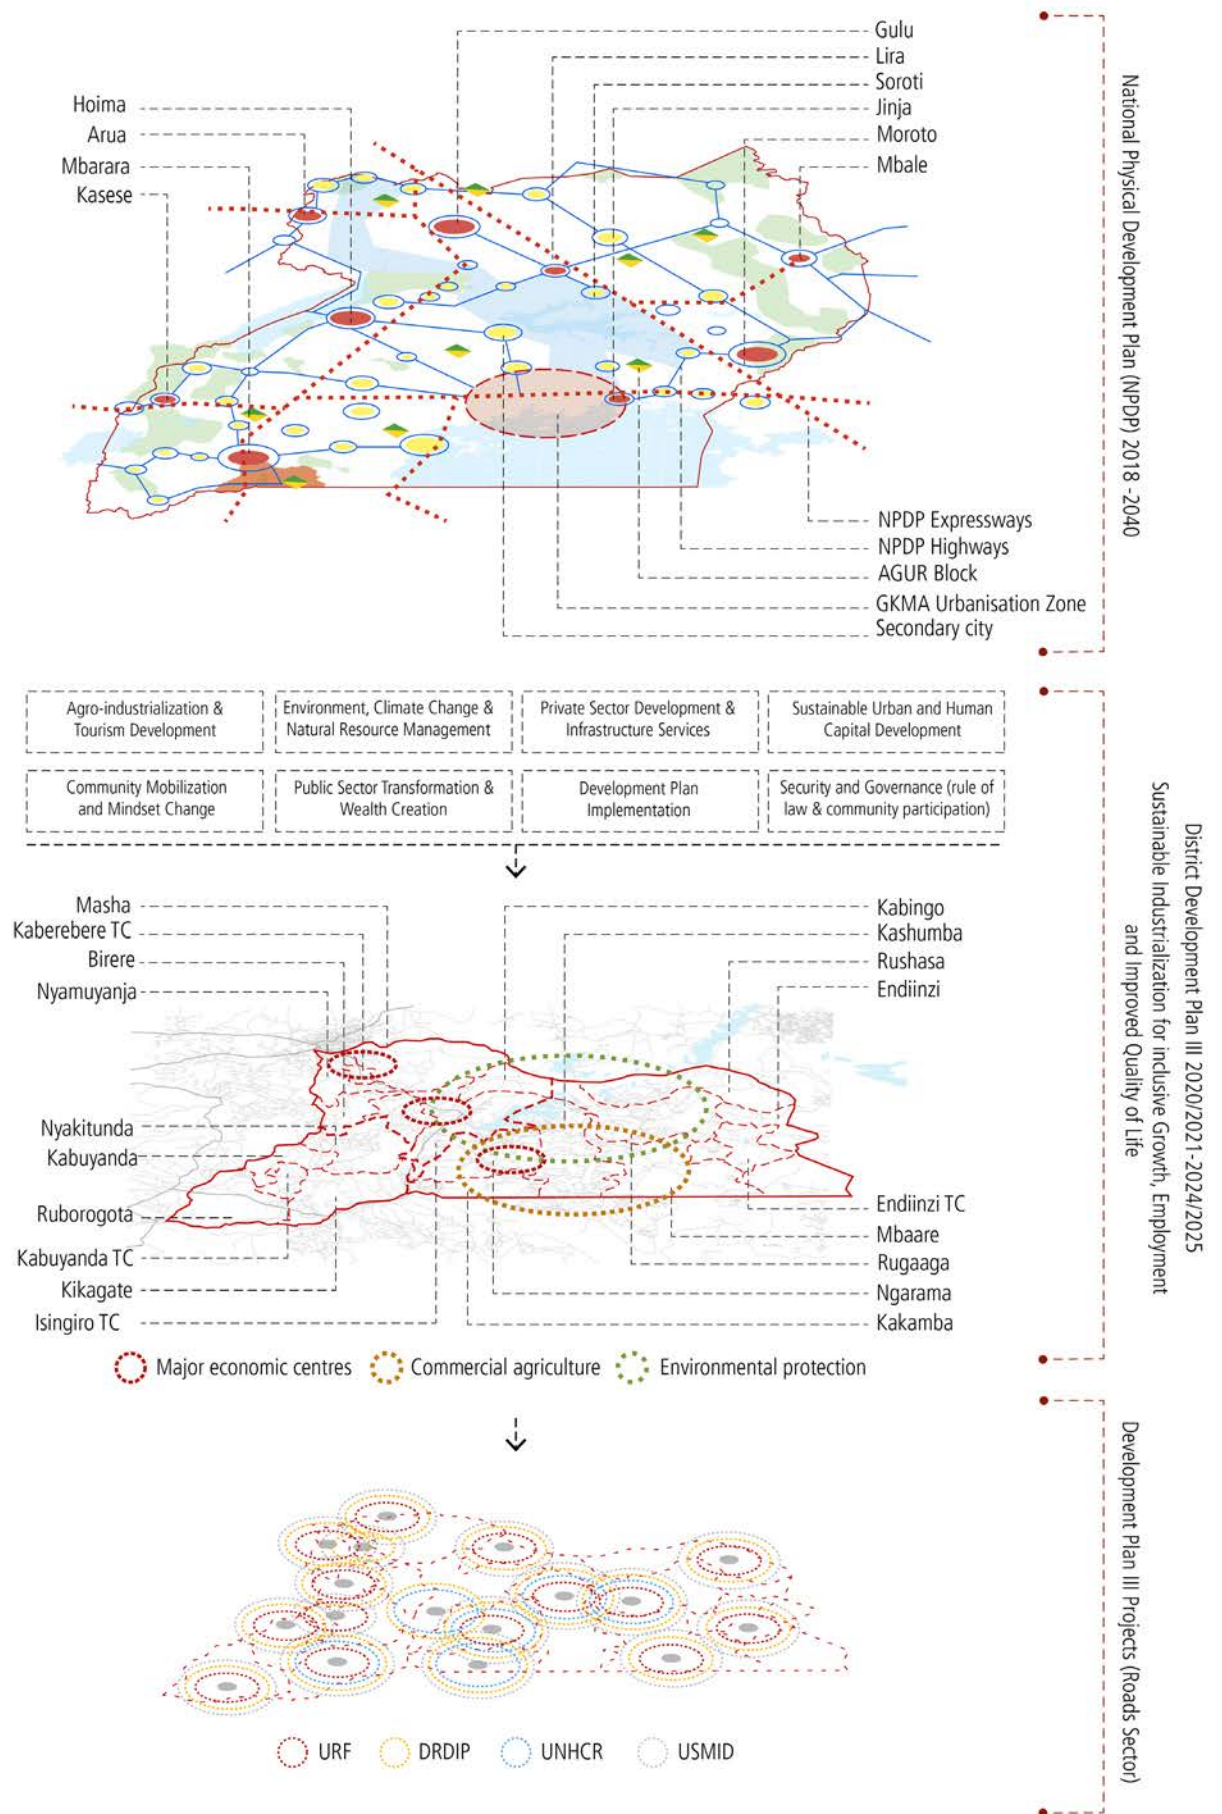 Gulu
Lira
Soroti
Jinja
Moroto
Mbale
Hoima
Arua
Mbarara
Kasese
NPDP Expressways
NPDP Highways
AGUR Block
GKMA Urbanisation Zone
Secondary city
National Physical Development Plan (NPDP) 2018 -2040
Agro-industrialization &
Tourism Development
Environment, Climate Change &
Natural Resource Management
Private Sector Development &
Infrastructure Services
Sustainable Urban and Human
Capital Development
Community Mobilization
and Mindset Change
Public Sector Transformation &
Wealth Creation
Development Plan
Implementation
Security and Governance (rule of
law & community participation)
Masha
Kaberebere TC
Birere
Nyamuyanja
Nyakitunda
Kabuyanda
Ruborogota
Kabuyanda TC
Kikagate
Isingiro TC
Kabingo
Kashumba
Rushasa
Endiinzi
Endiinzi TC
Mbaare
Rugaaga
Ngarama
Kakamba
Major economic centres
Commercial agriculture
Environmental protection
District Development Plan III 2020/2021-2024/2025
Sustainable Industrialization for inclusive Growth, Employment
and Improved Quality of Life
URF
DRDIP
UNHCR
USMID
Development Plan III Projects (Roads Sector)